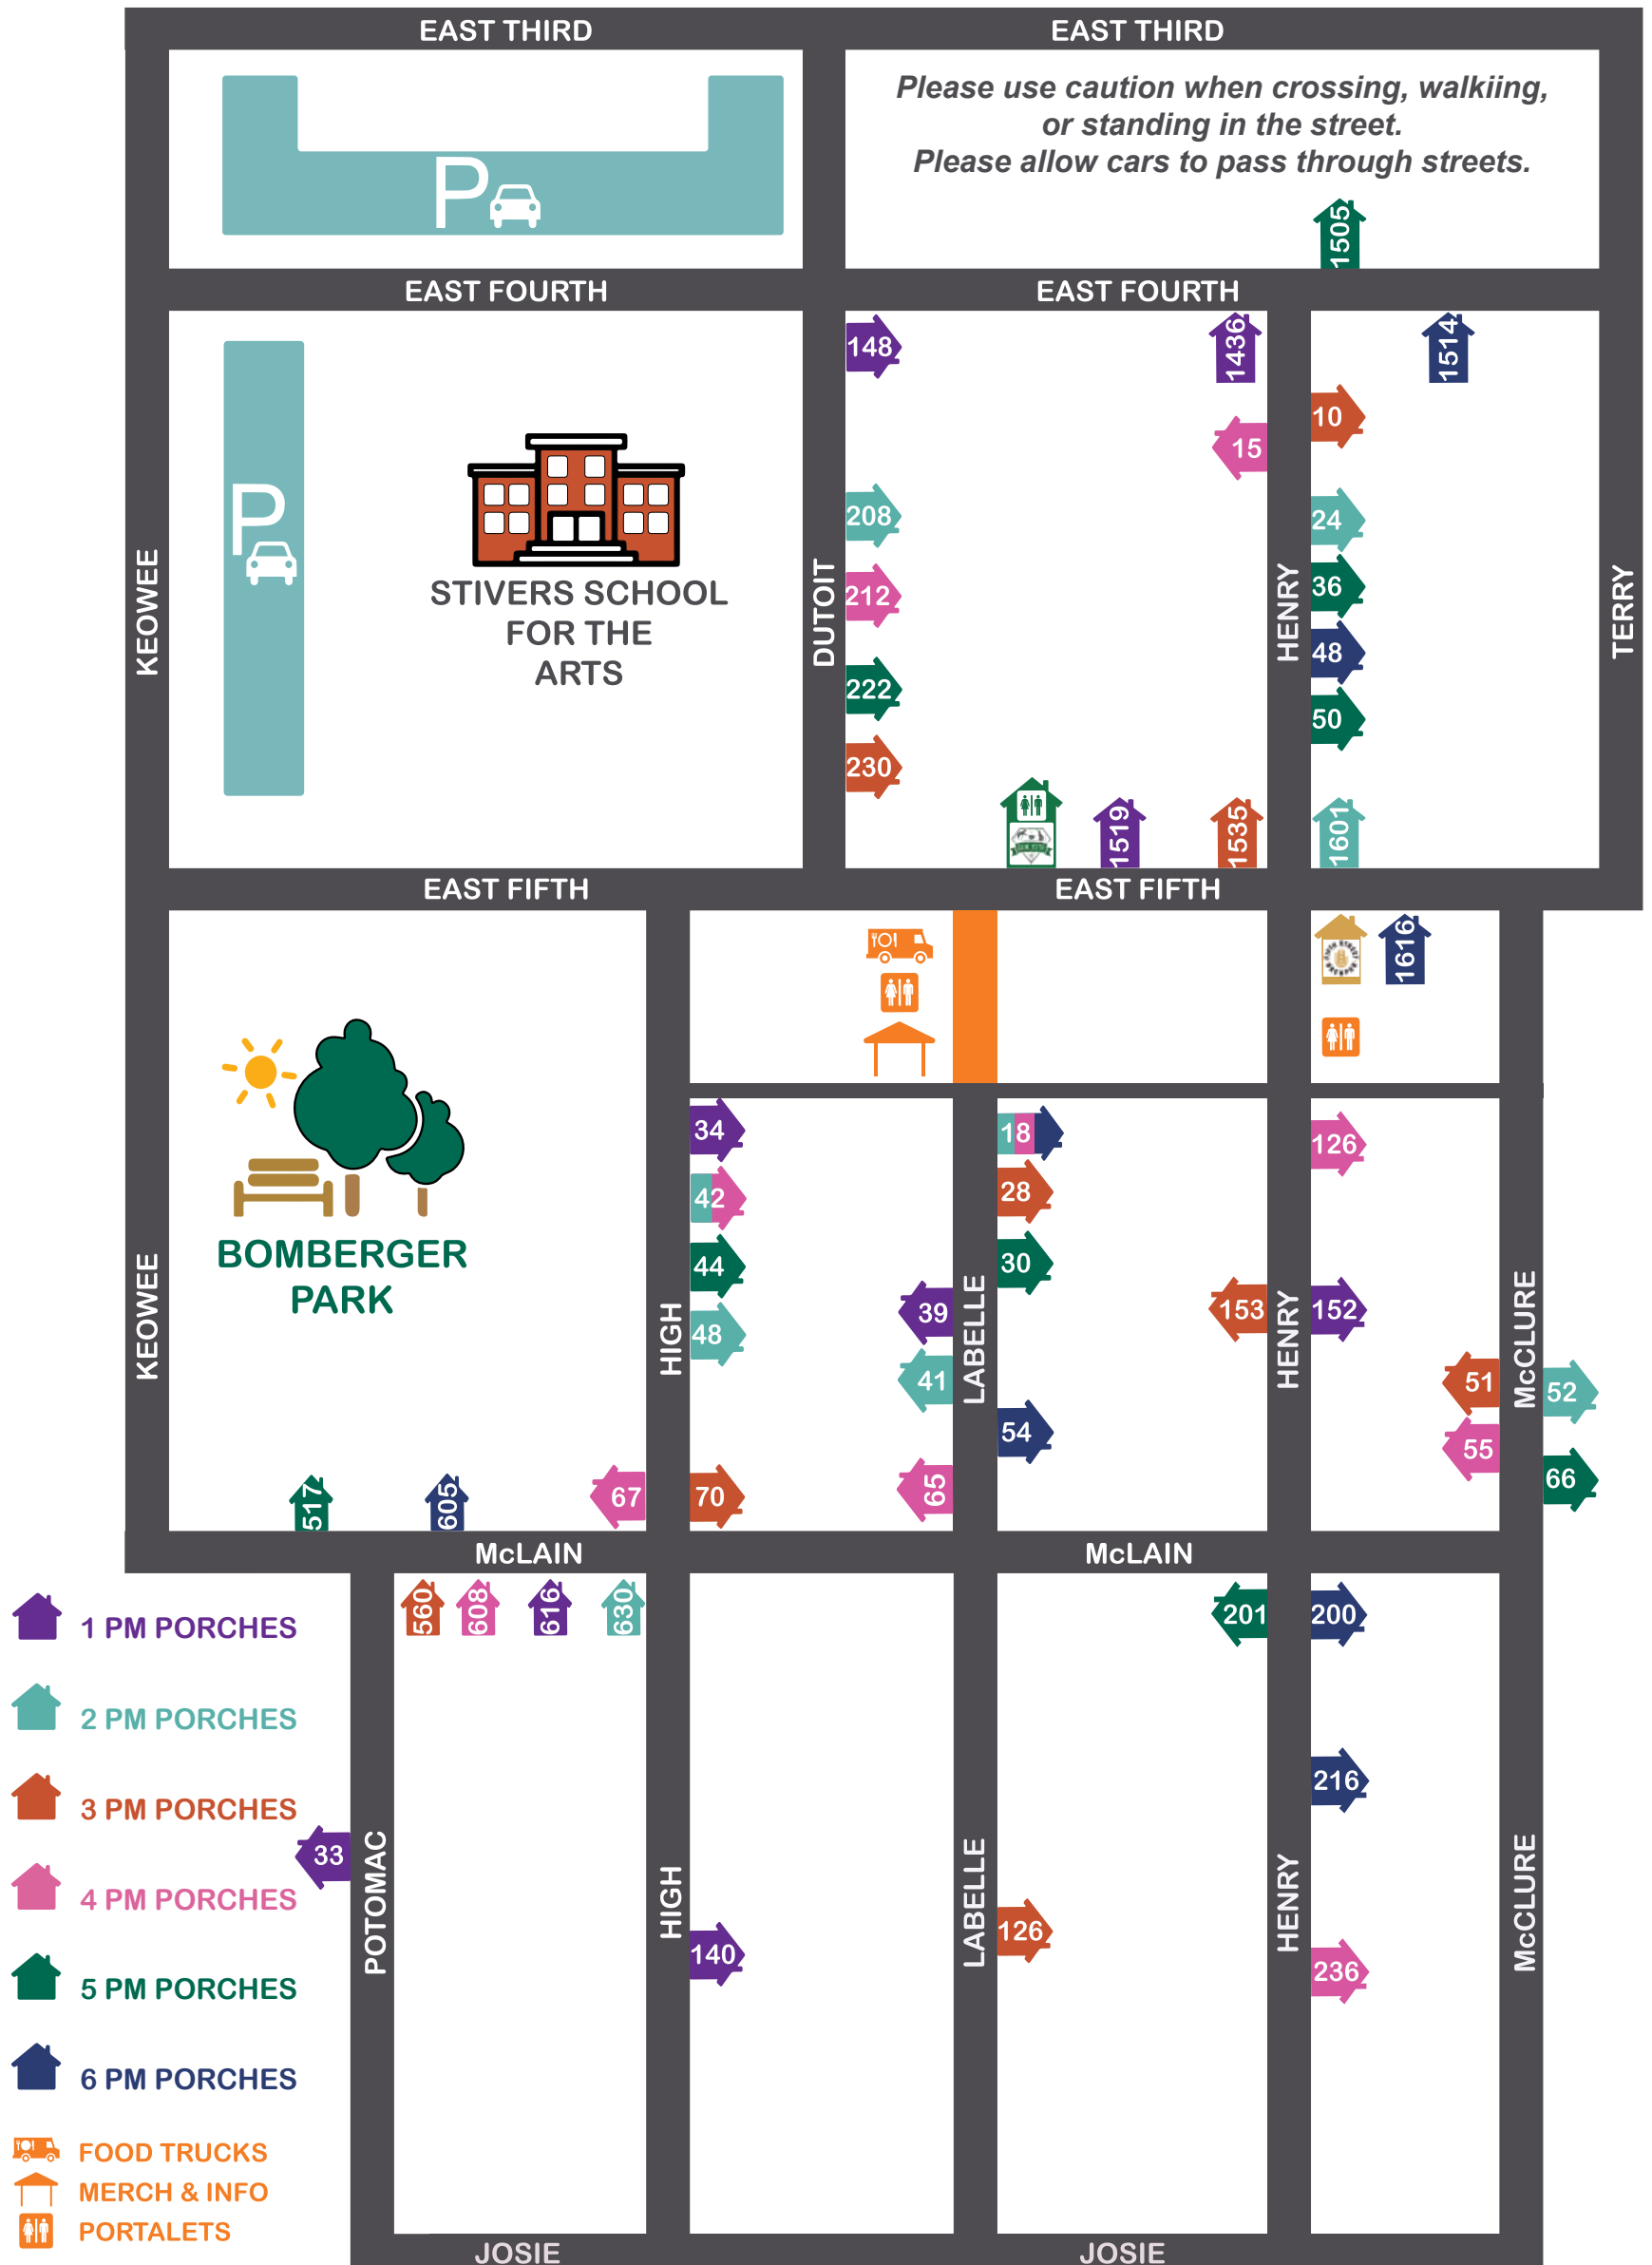 EAST THIRD
EAST THIRD
Please use caution when crossing, walkiing,
or standing in the street.
Please allow cars to pass through streets.
P
1505
EAST FOURTH
EAST FOURTH
148
1436
1514
10
15
P
208
24
STIVERS SCHOOL
FOR THE
ARTS
KEOWEE
DUTOIT
HENRY
TERRY
212
36
48
222
50
230
1519
1535
1601
EAST FIFTH
EAST FIFTH
1616
34
18
126
42
28
BOMBERGER
PARK
44
30
KEOWEE
HIGH
LABELLE
HENRY
McCLURE
48
39
153
152
41
51
52
54
55
66
517
605
67
70
65
McLAIN
McLAIN
560
608
616
630
201
200
1 PM PORCHES
2 PM PORCHES
216
3 PM PORCHES
33
POTOMAC
HIGH
LABELLE
HENRY
McCLURE
4 PM PORCHES
126
140
236
5 PM PORCHES
6 PM PORCHES
FOOD TRUCKS
MERCH & INFO
PORTALETS
JOSIE
JOSIE